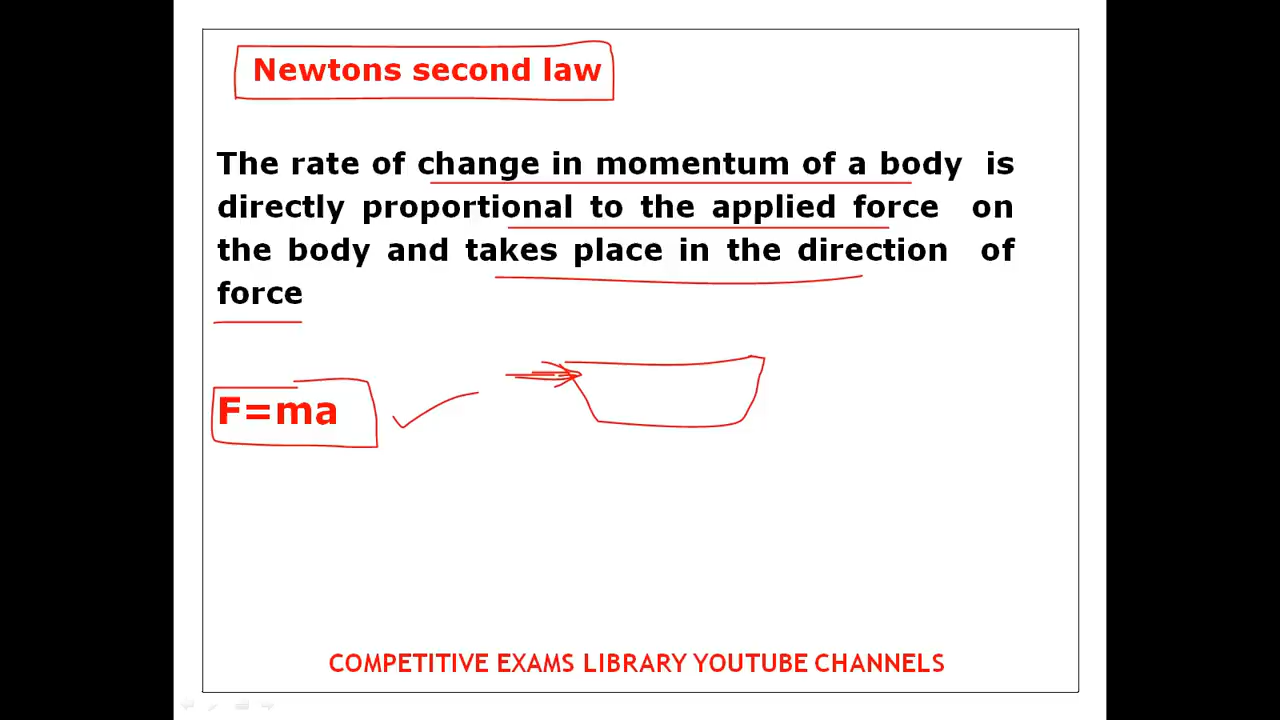 Newtons second law
The rate of change in momentum of a body is
directly proportional to the applied force on
the body and takes place in the direction of
force
F=ma
COMPETITIVE EXAMS LIBRARY YOUTUBE CHANNELS